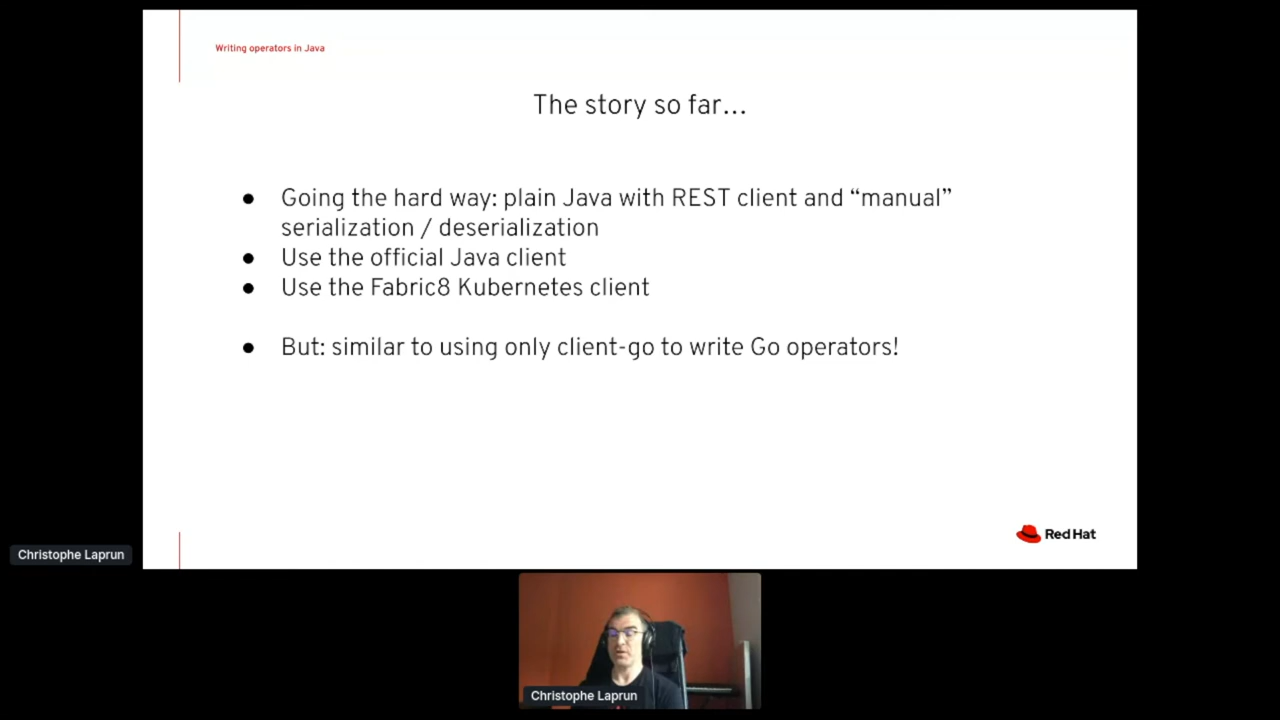 Writing operators in Java
The story so far...
● Going the hard way: plain Java with REST client and “manual”
serialization / deserialization
● Use the official Java client
● Use the Fabric8 Kubernetes client
● But: similar to using only client-go to write Go operators!
Red Hat
Christophe Laprun
Christophe Laprun